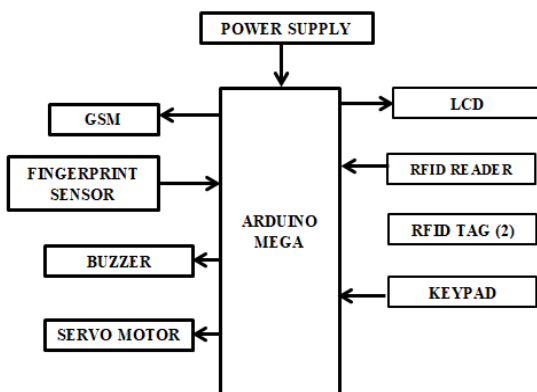 POWER SUPPLY
GSM
FINGERPRINT
SENSOR
BUZZER
SERVO MOTOR
ARDUINO
MEGA
LCD
RFID READER
RFID TAG (2)
KEYPAD